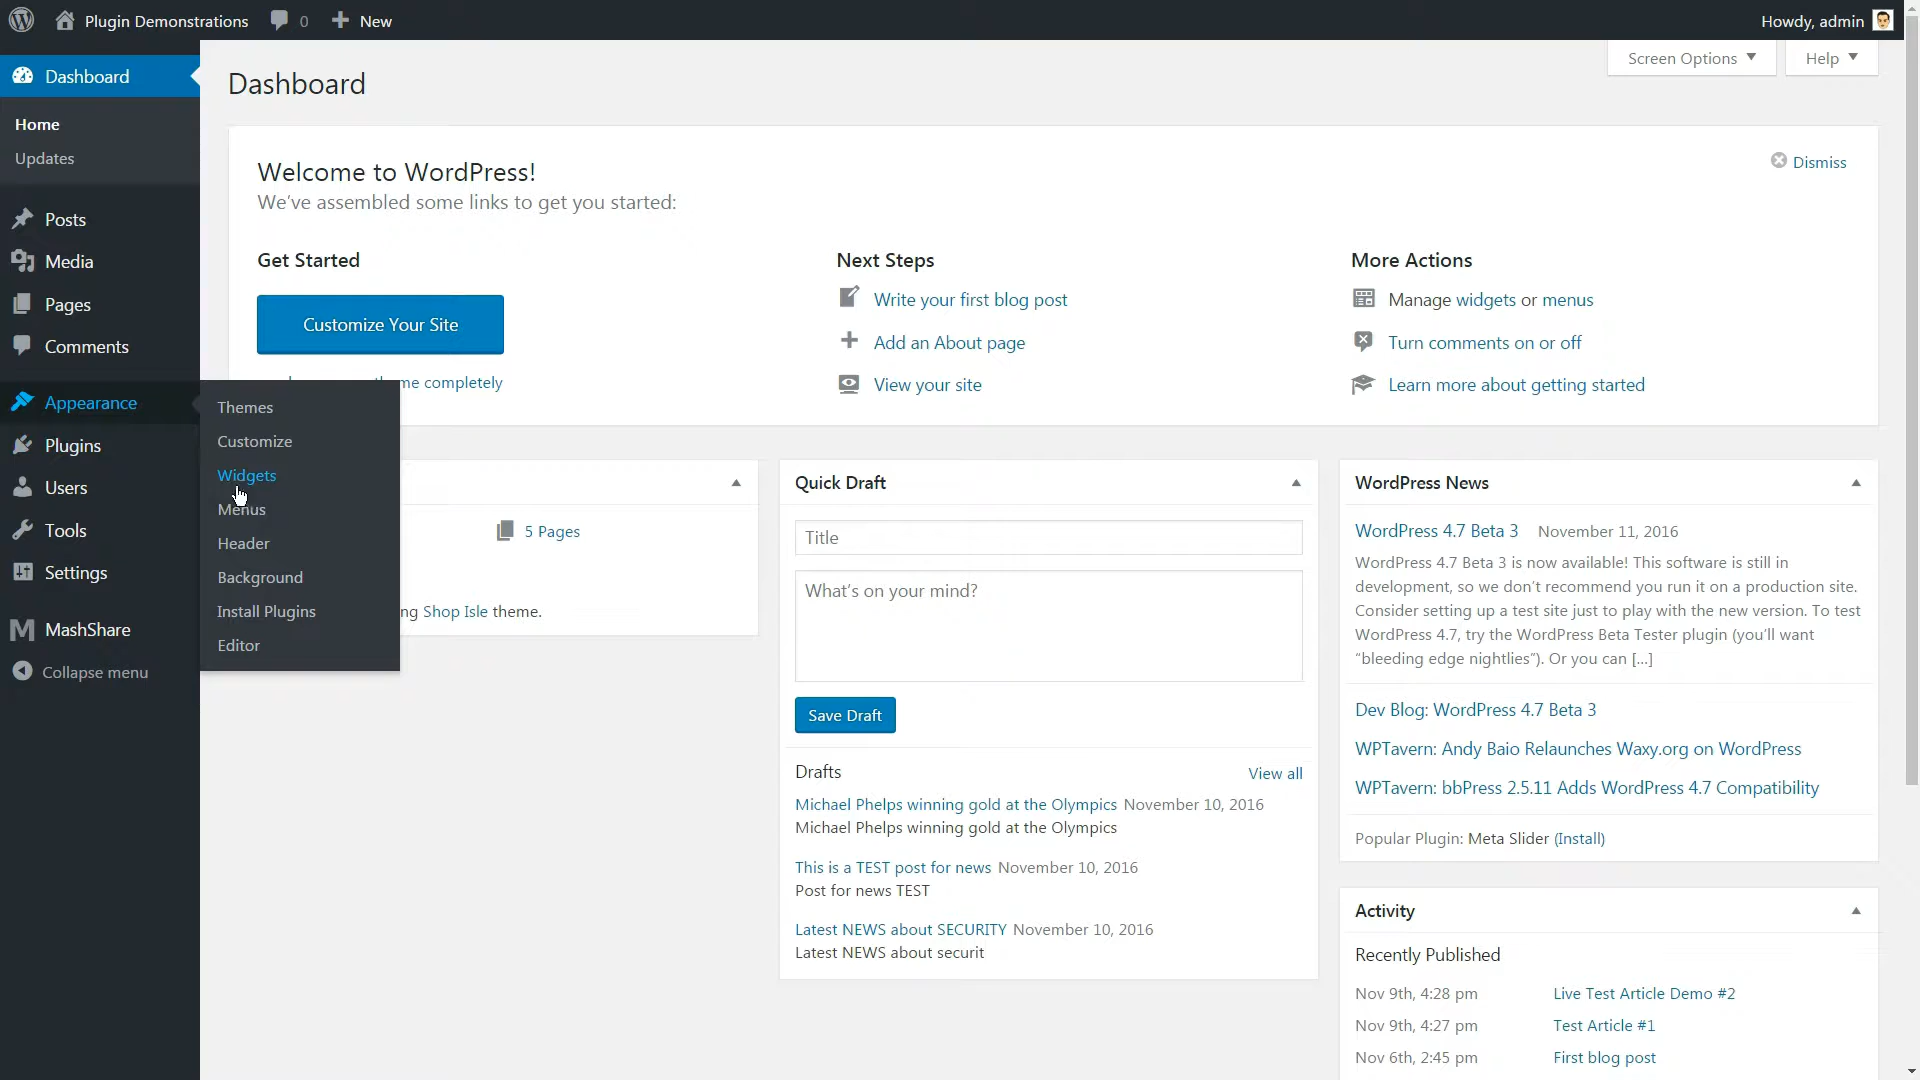 Plugin Demonstrations 0 New
Howdy, admin
Dashboard
Home
Updates
Posts
Media
Pages
Comments
Appearance
Plugins
Users
Tools
Settings
MashShare
Collapse menu
Themes
Customize
Widgets
Menus
Header
Background
Install Plugins
Editor
Screen Options
Help
Dashboard
Welcome to WordPress!
We've assembled some links to get you started:
Dismiss
Get Started
Customize Your Site
completely
Next Steps
Write your first blog post
Add an About page
View your site
More Actions
Manage widgets or menus
Turn comments on or off
Learn more about getting started
5 Pages
Shop Isle theme.
Quick Draft
Title
What's on your mind?
Save Draft
Drafts
View all
Michael Phelps winning gold at the Olympics November 10, 2016
Michael Phelps winning gold at the Olympics
This is a TEST post for news November 10, 2016
Post for news TEST
Latest NEWS about SECURITY November 10, 2016
Latest NEWS about securit
WordPress News
WordPress 4.7 Beta 3 November 11, 2016
WordPress 4.7 Beta 3 is now available! This software is still in
development, so we don't recommend you run it on a production site.
Consider setting up a test site just to play with the new version. To test
WordPress 4.7, try the WordPress Beta Tester plugin (you'll want
"bleeding edge nightlies"). Or you can [...]
Dev Blog: WordPress 4.7 Beta 3
WPTavern: Andy Baio Relaunches Waxy.org on WordPress
WPTavern: bbPress 2.5.11 Adds WordPress 4.7 Compatibility
Popular Plugin: Meta Slider (Install)
Activity
Recently Published
Nov 9th, 4:28 pm Live Test Article Demo #2
Nov 9th, 4:27 pm Test Article #1
Nov 6th, 2:45 pm First blog post